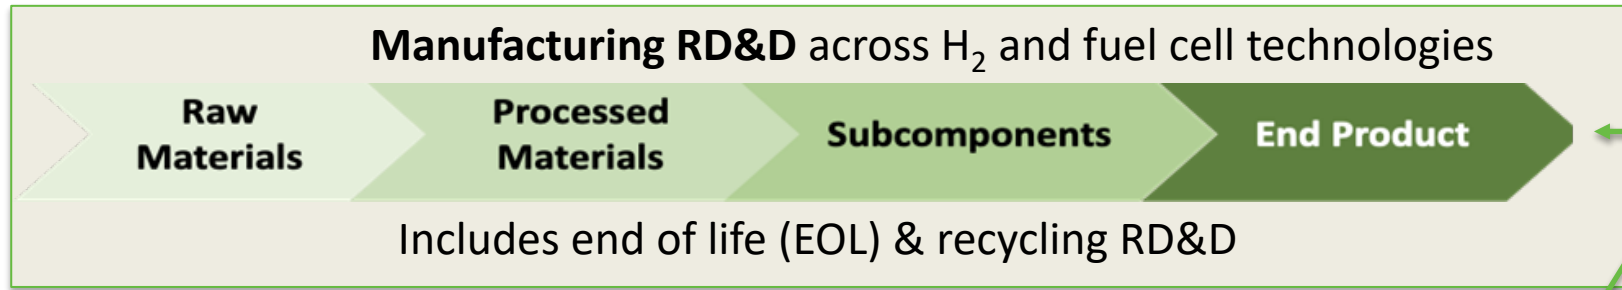 Manufacturing RD&D across H₂ and fuel cell technologies
Raw
Materials
Processed
Materials
Subcomponents
End Product
Includes end of life (EOL) & recycling RD&D